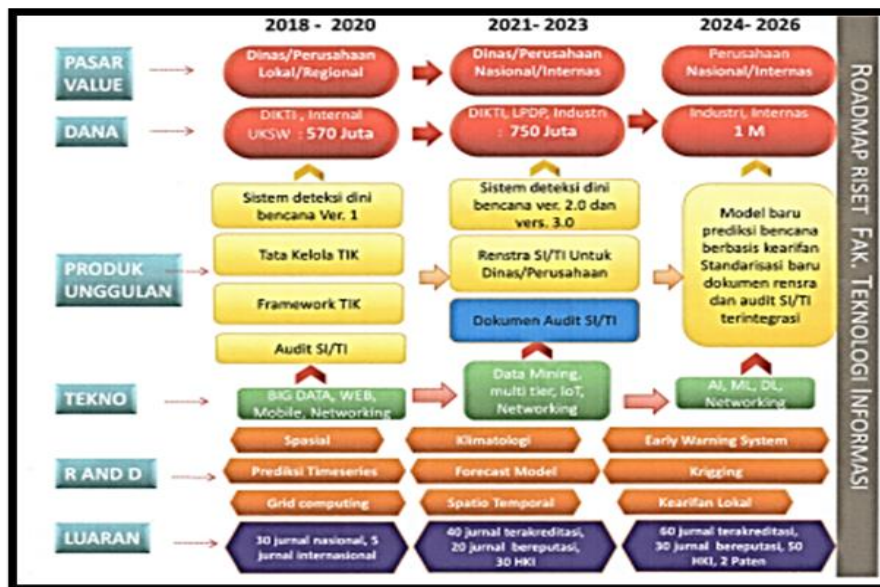 2018 - 2020
2021- 2023
2024 - 2026
PASAR
VALUE
Dinas/Perusahaan
Lokal/Regional
Dinas/Perusahaan
Nasional/Internas
Perusahaan
Nasional/Internas
DANA
DIKTI , Internal
UKSW : 570 Juta
DIKTI, LPDP, Industri
: 750 Juta
Industri, Internas
1 M
PRODUK
UNGGULAN
Sistem deteksi dini
bencana Ver. 1
Tata Kelola TIK
Framework TIK
Audit SI/TI
Sistem deteksi dini
bencana ver. 2.0 dan
vers. 3.0
Renstra SI/TI Untuk
Dinas/Perusahaan
Dokumen Audit SI/TI
Model baru
prediksi bencana
berbasis kearifan
Standarisasi baru
dokumen rensra
dan audit SI/TI
terintegrasi
TEKNO
BIG DATA, WEB,
Mobile, Networking
Data Mining,
multi tier, IoT,
Networking
AI, ML, DL,
Networking
R AND D
Spasial
Klimatologi
Early Warning System
Prediksi Timeseries
Forecast Model
Krigging
Grid computing
Spatio Temporal
Kearifan Lokal
LUARAN
30 jurnal nasional, 5
jurnal internasional
40 jurnal terakreditasi,
20 jurnal bereputasi,
30 HKI
60 jurnal terakreditasi,
30 jurnal bereputasi, 50
HKI, 2 Paten
ROADMAP RISET FAK. TEKNOLOGI INFORMASI